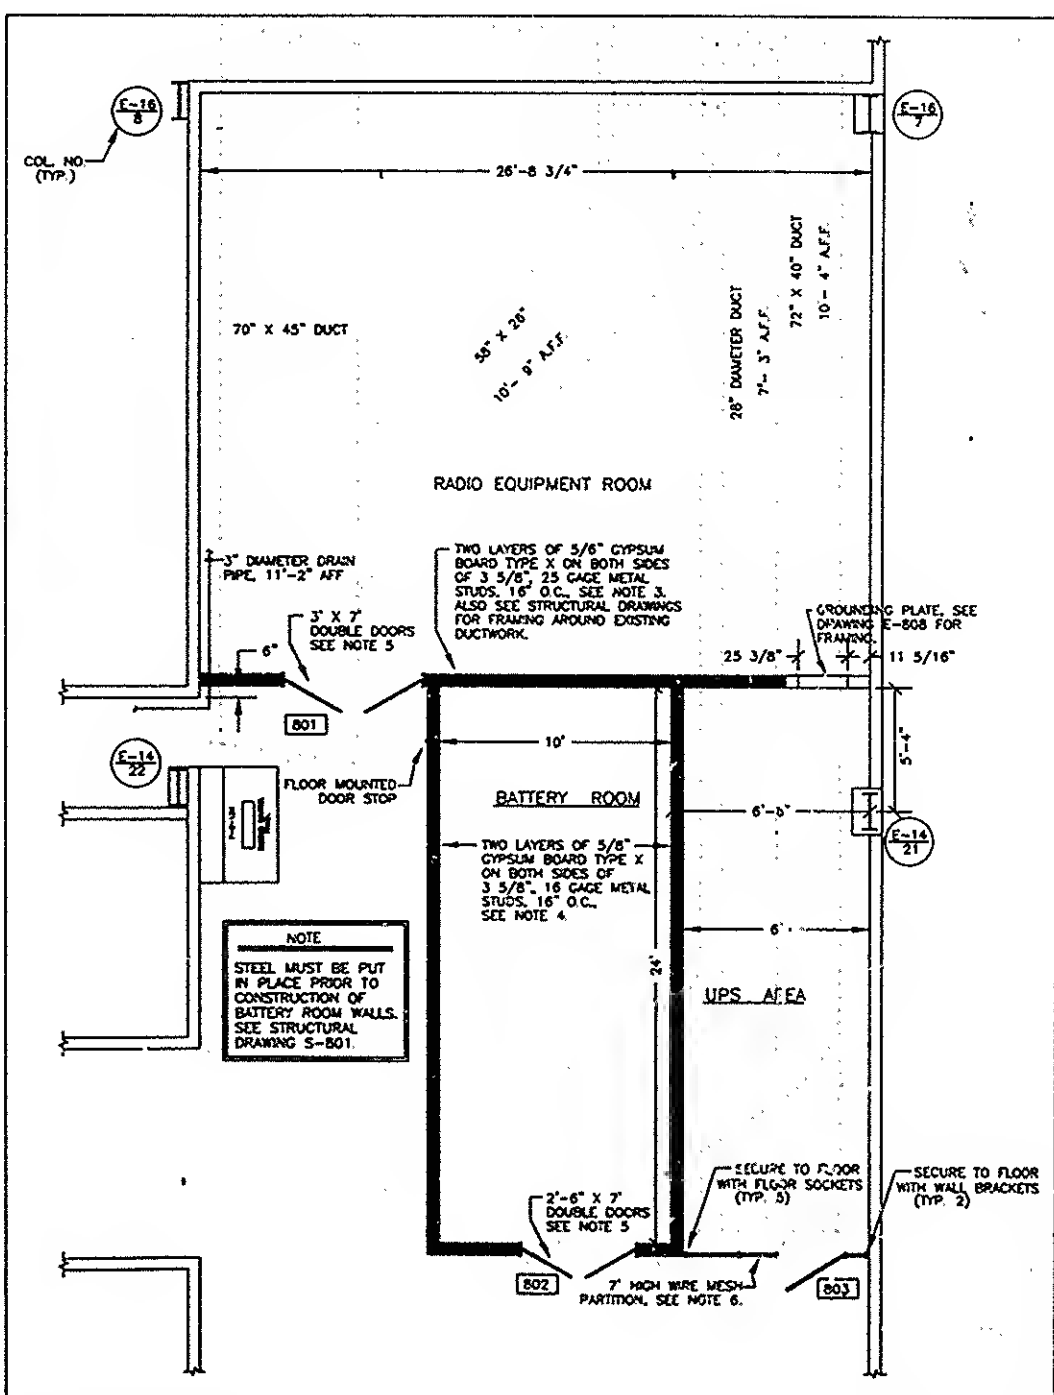 E-16
8
E-16
7
COL. NO.
(TYP.)
26'-8 3/4"
70" X 45" DUCT
58" X 26"
10'- 9" A.F.F.
28" DIAMETER DUCT
7'- 3" A.F.F.
72" X 40" DUCT
10'- 4" A.F.F.
RADIO EQUIPMENT ROOM
3" DIAMETER DRAIN
PIPE, 11'-2" AFF
TWO LAYERS OF 5/6" GYPSUM
BOARD TYPE X ON BOTH SIDES
OF 3 5/8", 25 GAGE METAL
STUDS, 16" O.C., SEE NOTE 3.
ALSO SEE STRUCTURAL DRAWINGS
FOR FRAMING AROUND EXISTING
DUCTWORK.
3' X 7'
DOUBLE DOORS
SEE NOTE 5
GROUNDING PLATE, SEE
DRAWING E-808 FOR
FRAMING.
6"
25 3/8"
11 5/16"
801
5'-4"
E-14
22
10'
FLOOR MOUNTED
DOOR STOP
BATTERY ROOM
E-14
21
TWO LAYERS OF 5/8"
GYPSUM BOARD TYPE X
ON BOTH SIDES OF
3 5/8", 16 GAGE METAL
STUDS, 16" O.C.,
SEE NOTE 4.
NOTE
STEEL MUST BE PUT
IN PLACE PRIOR TO
CONSTRUCTION OF
BATTERY ROOM WALLS.
SEE STRUCTURAL
DRAWING S-801.
6'
24'
UPS AREA
SECURE TO FLOOR
WITH FLOOR SOCKETS
(TYP. 5)
SECURE TO FLOOR
WITH WALL BRACKETS
(TYP. 2)
2'-6" X 7'
DOUBLE DOORS
SEE NOTE 5
802
7' HIGH WIRE MESH
PARTITION, SEE NOTE 6.
803